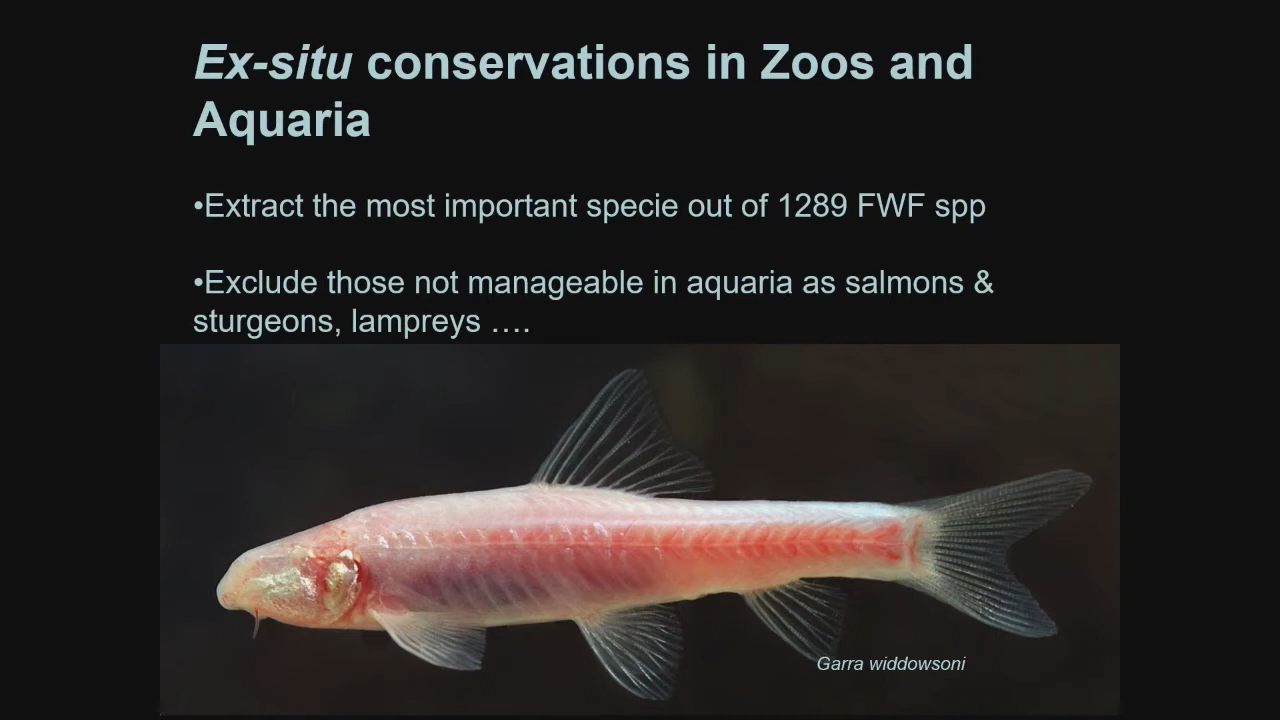 Ex-situ conservations in Zoos and
Aquaria
•Extract the most important specie out of 1289 FWF spp
•Exclude those not manageable in aquaria as salmons &
sturgeons, lampreys ….
Garra widdowsoni